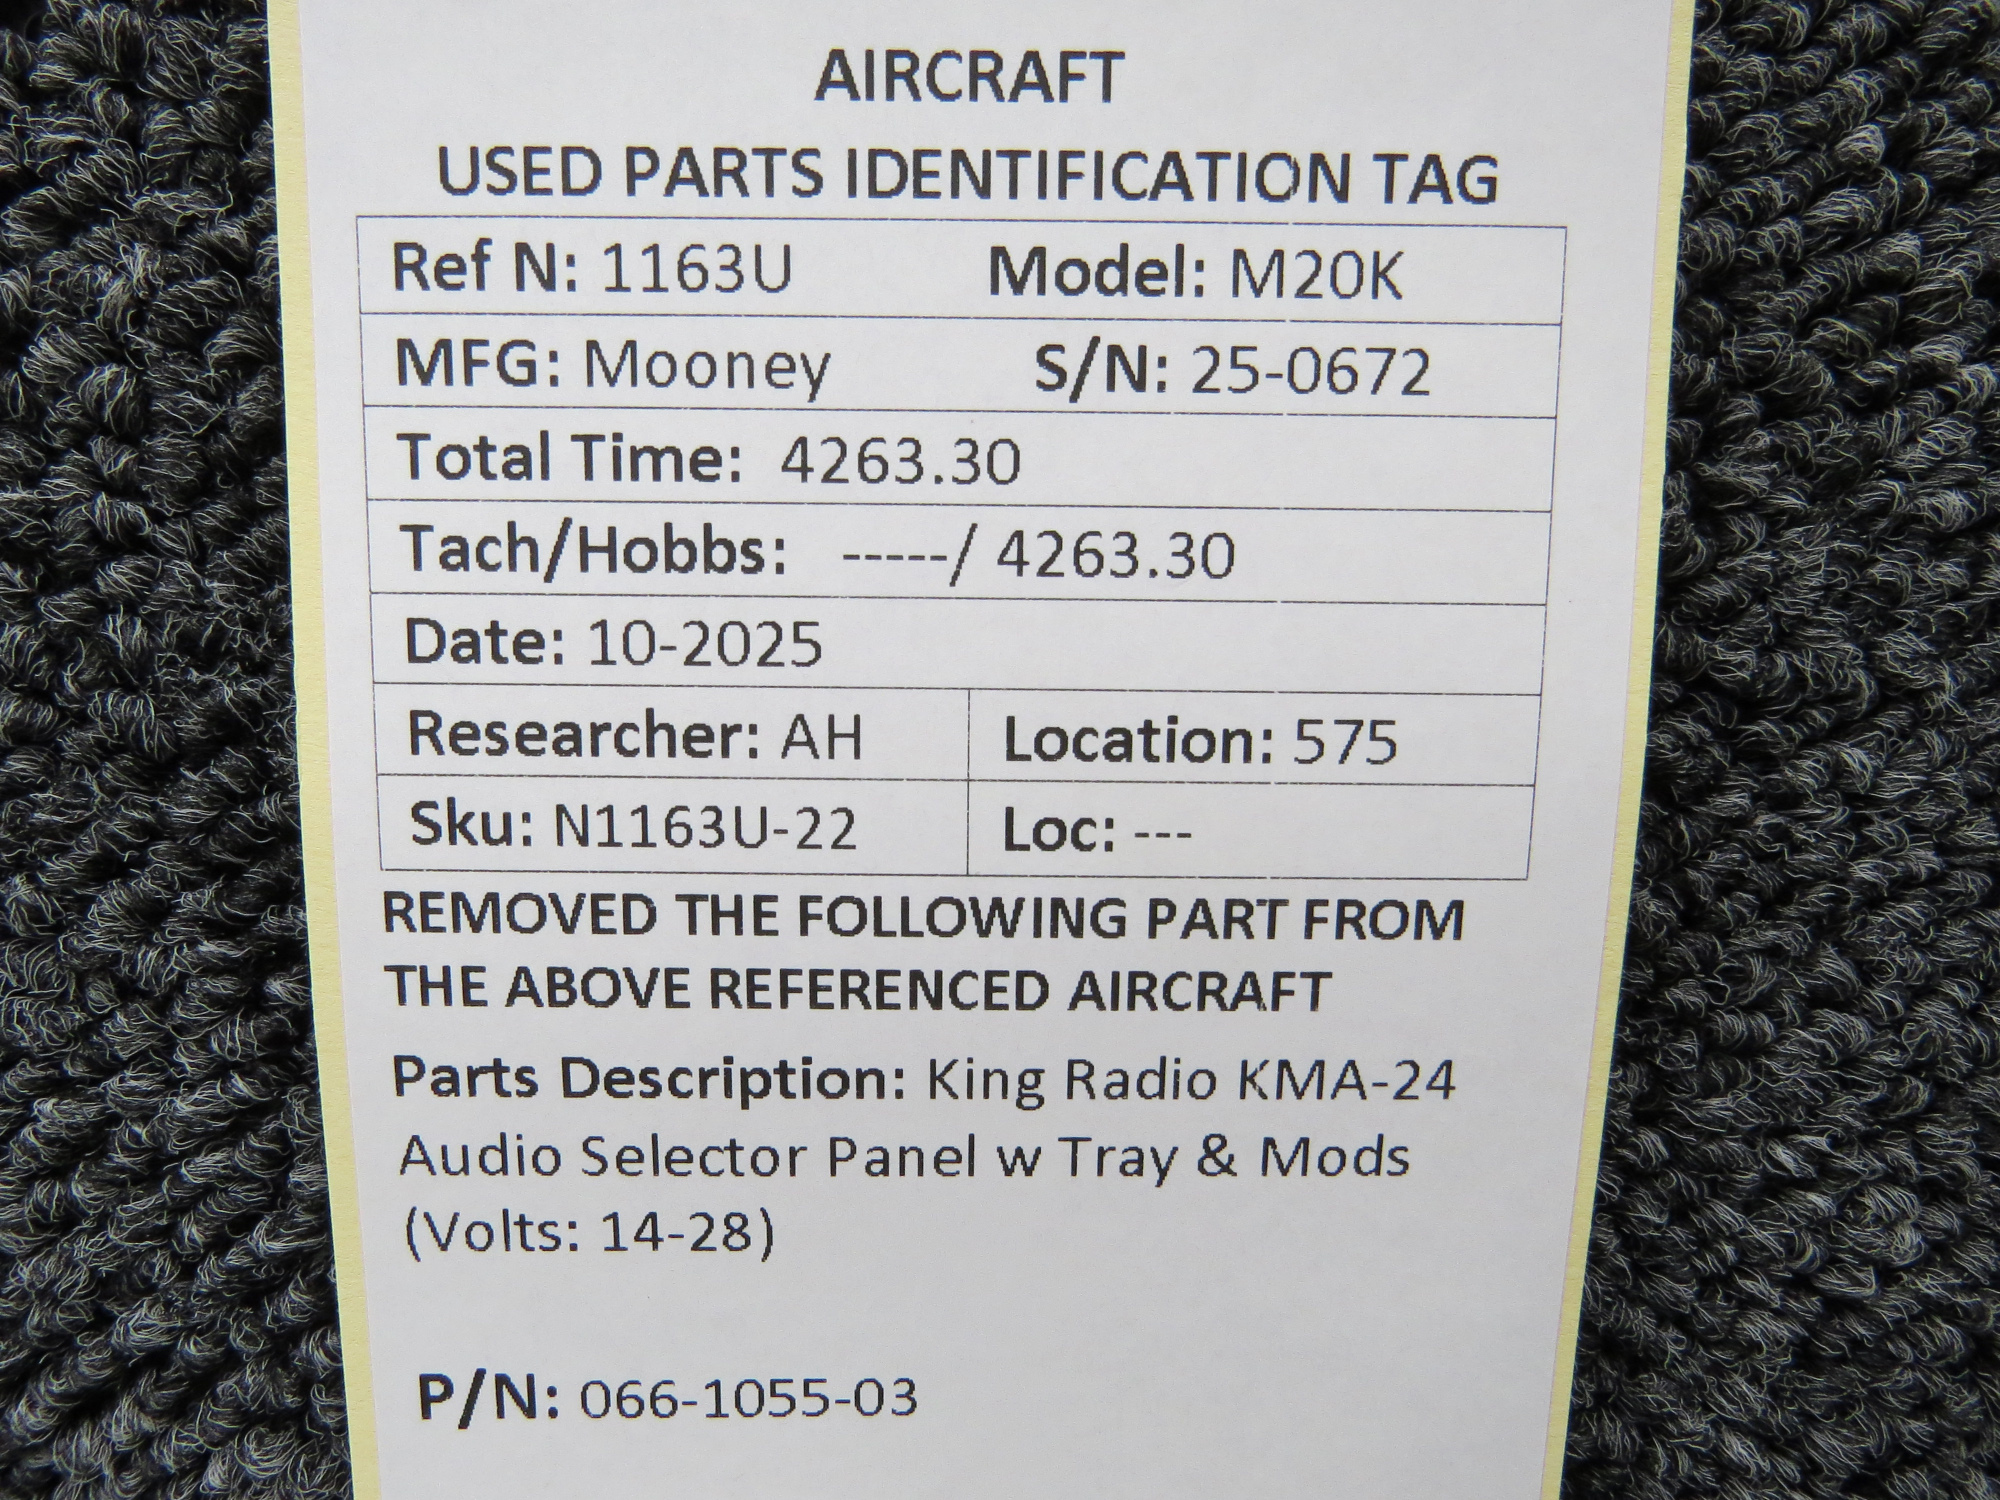 AIRCRAFT
USED PARTS IDENTIFICATION TAG
Ref N: 1163U Model: M20K
MFG: Mooney S/N: 25-0672
Total Time: 4263.30
Tach/Hobbs: -----/ 4263.30
Date: 10-2025
Researcher: AH Location: 575
Sku: N1163U-22 Loc: ---
REMOVED THE FOLLOWING PART FROM
THE ABOVE REFERENCED AIRCRAFT
Parts Description: King Radio KMA-24
Audio Selector Panel w Tray & Mods
(Volts: 14-28)
P/N: 066-1055-03